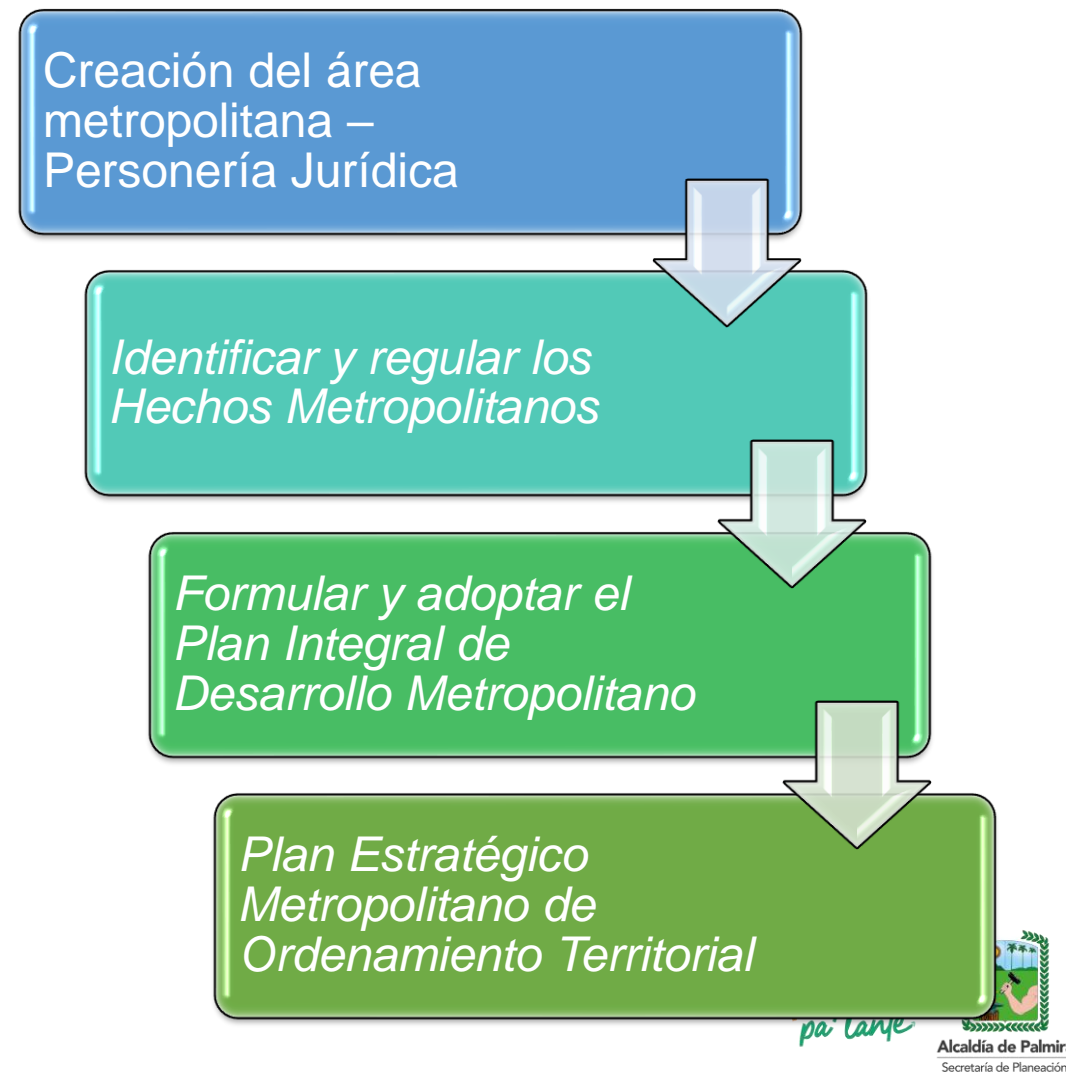 Creación del área
metropolitana –
Personería Jurídica
Identificar y regular los
Hechos Metropolitanos
Formular y adoptar el
Plan Integral de
Desarrollo Metropolitano
Plan Estratégico
Metropolitano de
Ordenamiento Territorial
pa'lante
Alcaldía de Palmir
Secretaría de Planeación